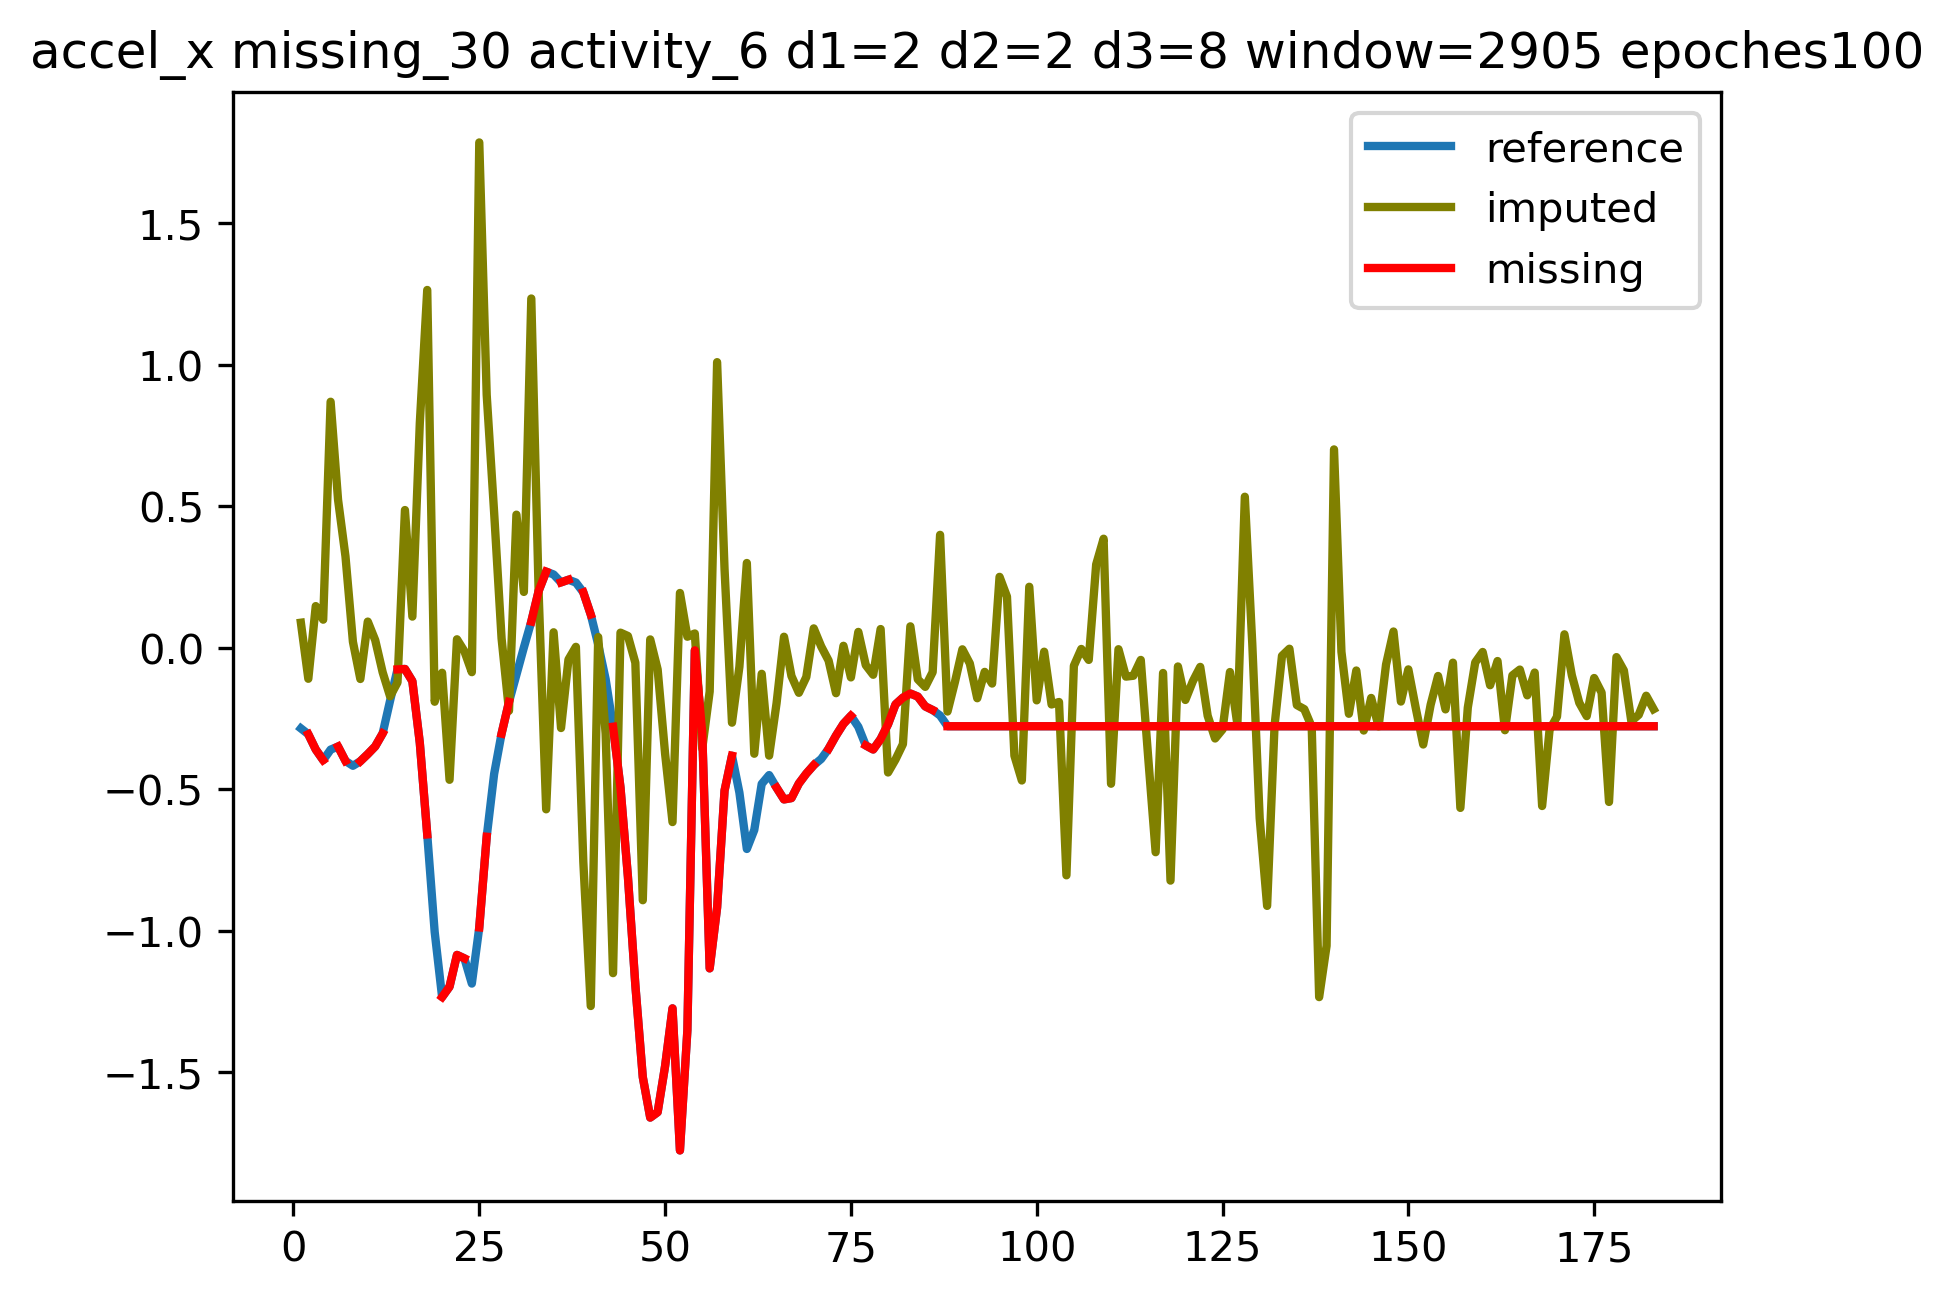 accel_x missing_30 activity_6 d1=2 d2=2 d3=8 window=2905 epoches100
reference
imputed
missing
1.5
1.0
0.5
0.0
−0.5
−1.0
−1.5
0 25 50 75 100 125 150 175